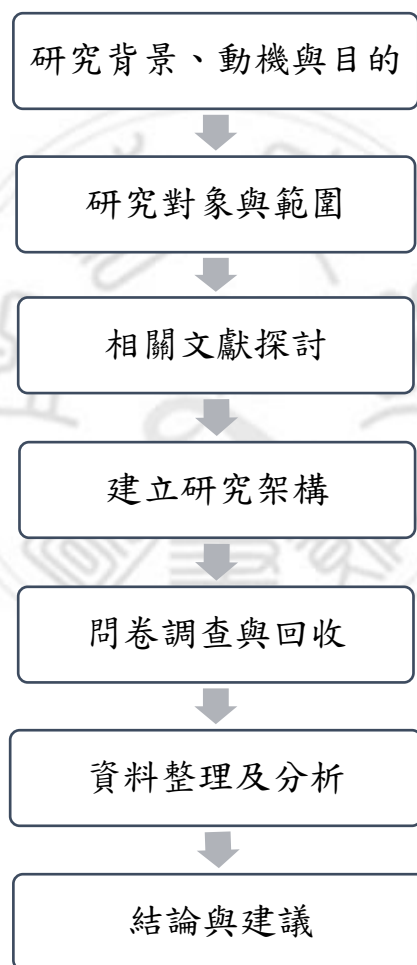 研究背景、動機與目的
研究對象與範圍
相關文獻探討
建立研究架構
問卷調查與回收
資料整理及分析
結論與建議